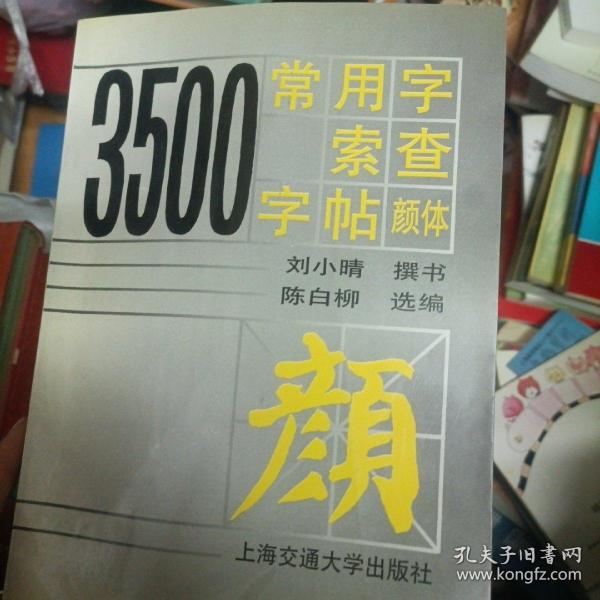 3500
常用字
索查
字帖 颜体
刘小晴 撰书
陈白柳 选编
顔
上海交通大学出版社
孔夫子旧书网
www.kongfz.com